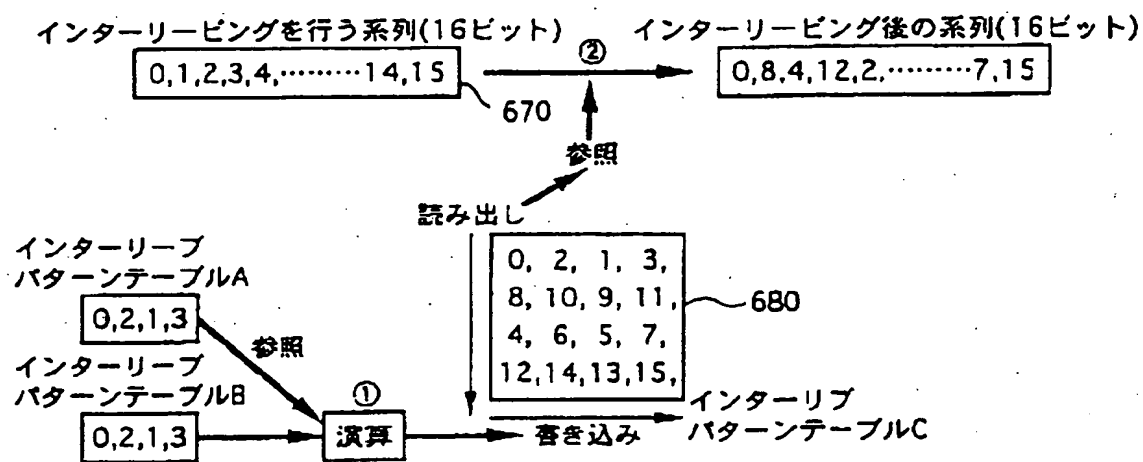 インターリーピングを行う系列(16ビット)
インターリーピング後の系列(16ビット)
②
0,1,2,3,4,………14,15
0,8,4,12,2,………7,15
670
参照
読み出し
インターリーブ
パターンテーブルA
0,2,1,3
参照
0, 2, 1, 3,
8, 10, 9, 11,
4, 6, 5, 7,
12,14,13,15,
680
インターリーブ
パターンテーブルB
0,2,1,3
①
演算
書き込み
インターリブ
パターンテーブルC